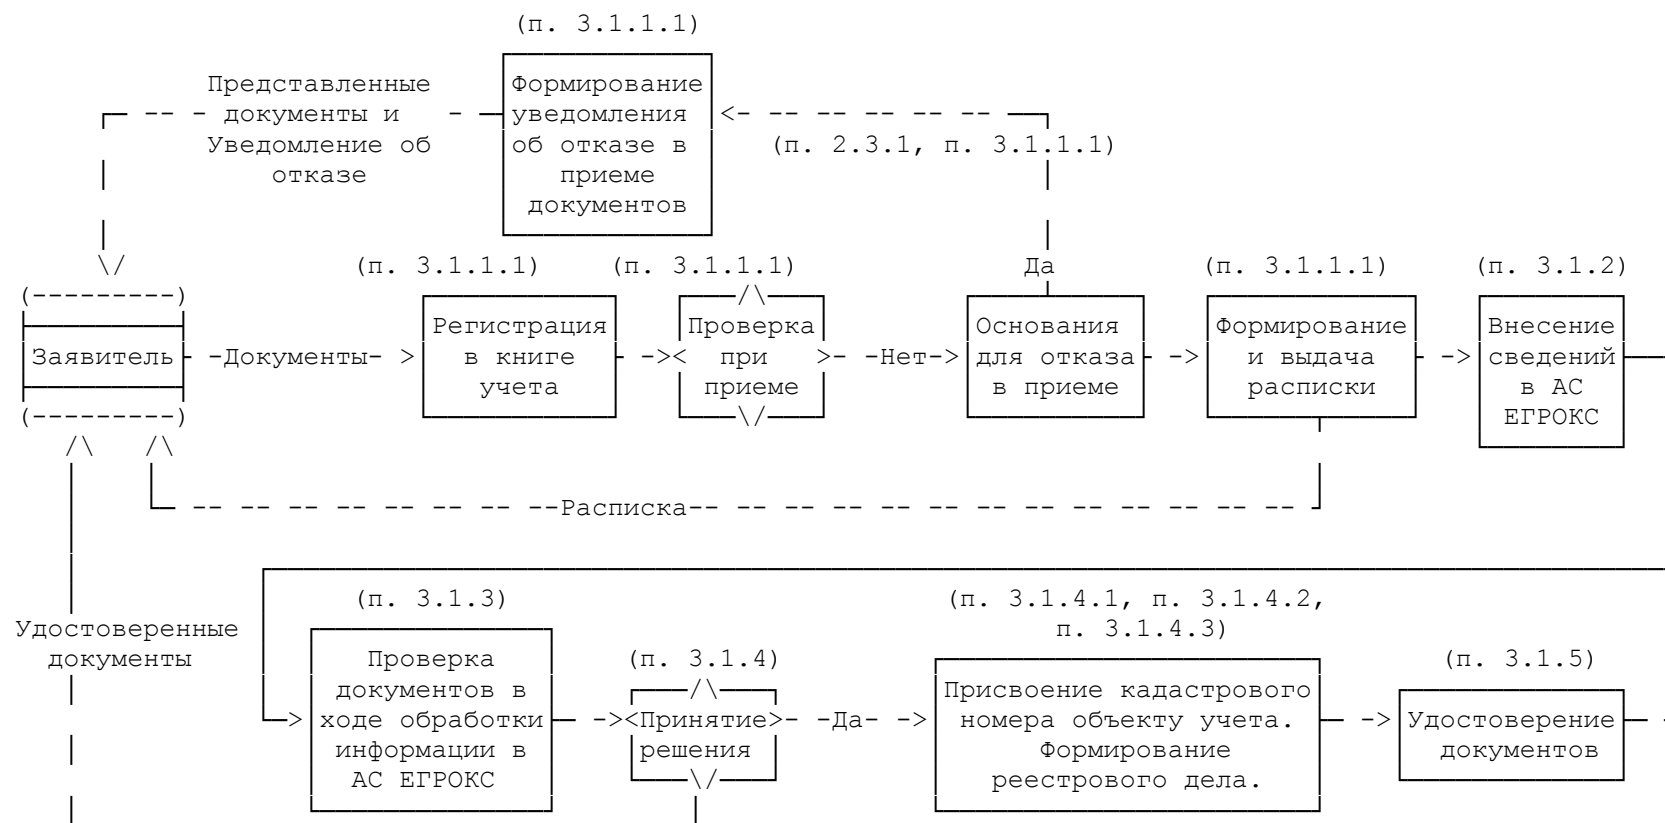 (п. 3.1.1.1)
Представленные
документы и
Уведомление об
отказе
Формирование
уведомления
об отказе в
приеме
документов
(п. 2.3.1, п. 3.1.1.1)
(п. 3.1.1.1)
(п. 3.1.1.1)
Да
(п. 3.1.1.1)
(п. 3.1.2)
Заявитель
Документы
Регистрация
в книге
учета
Проверка
при
приеме
Нет
Основания
для отказа
в приеме
Формирование
и выдача
расписки
Внесение
сведений
в АС
ЕГРОКС
Расписка
Удостоверенные
документы
(п. 3.1.3)
Проверка
документов в
ходе обработки
информации в
АС ЕГРОКС
(п. 3.1.4)
Принятие
решения
Да
(п. 3.1.4.1, п. 3.1.4.2,
п. 3.1.4.3)
Присвоение кадастрового
номера объекту учета.
Формирование
реестрового дела.
(п. 3.1.5)
Удостоверение
документов